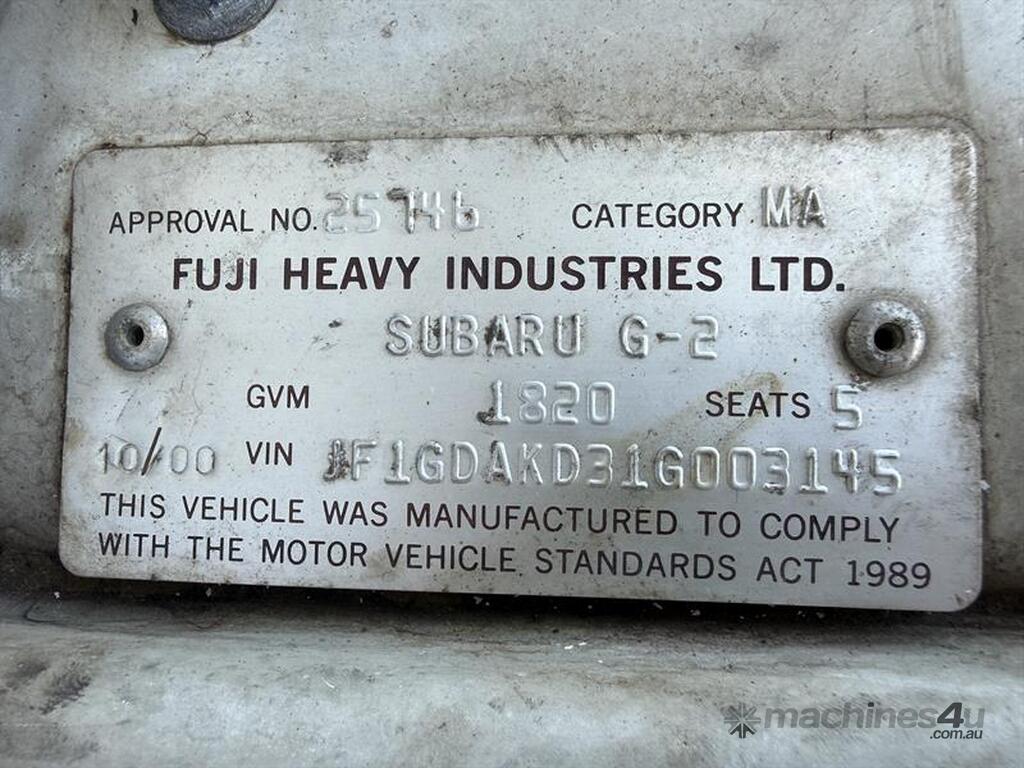 APPROVAL NO. 25746 CATEGORY MA
FUJI HEAVY INDUSTRIES LTD.
SUBARU G-2
GVM 1820 SEATS 5
10/00 VIN JF1GDAKD31G003145
THIS VEHICLE WAS MANUFACTURED TO COMPLY
WITH THE MOTOR VEHICLE STANDARDS ACT 1989
machines4u
.com.au